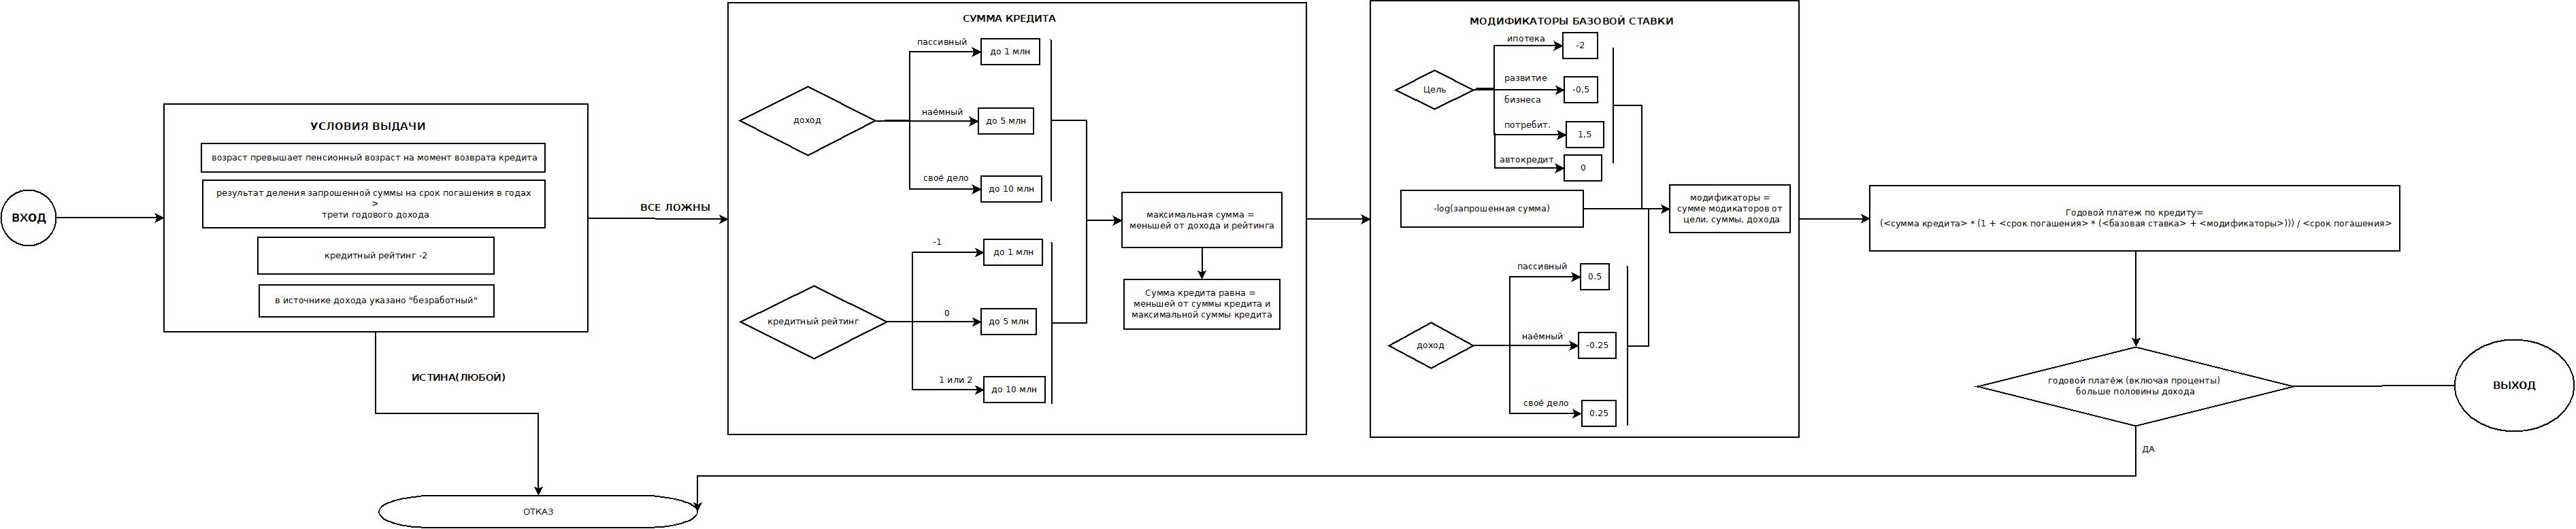 ВХОД
УСЛОВИЯ ВЫДАЧИ
возраст превышает пенсионный возраст на момент возврата кредита
результат деления запрошенной суммы на срок погашения в годах
>
трети годового дохода
кредитный рейтинг -2
в источнике дохода указано "безработный"
ИСТИНА(ЛЮБОЙ)
ОТКАЗ
ВСЕ ЛОЖНЫ
СУММА КРЕДИТА
доход
пассивный
до 1 млн
наёмный
до 5 млн
своё дело
до 10 млн
кредитный рейтинг
-1
до 1 млн
0
до 5 млн
1 или 2
до 10 млн
максимальная сумма =
меньшей от дохода и рейтинга
Сумма кредита равна =
меньшей от суммы кредита и
максимальной суммы кредита
МОДИФИКАТОРЫ БАЗОВОЙ СТАВКИ
Цель
ипотека
-2
развитие
бизнеса
-0,5
потребит.
1,5
автокредит
0
-log(запрошенная сумма)
доход
пассивный
0.5
наёмный
-0.25
своё дело
0.25
модификаторы =
сумме модикаторов от
цели, суммы, дохода
Годовой платеж по кредиту=
(<сумма кредита> * (1 + <срок погашения> * (<базовая ставка> + <модификаторы>))) / <срок погашения>
годовой платёж (включая проценты)
больше половины дохода
ДА
ВЫХОД